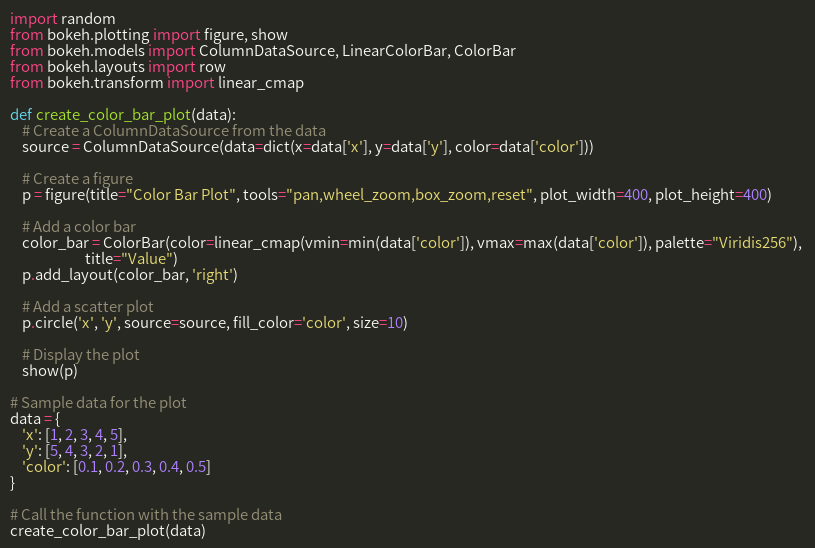 import random
from bokeh.plotting import figure, show
from bokeh.models import ColumnDataSource, LinearColorBar, ColorBar
from bokeh.layouts import row
from bokeh.transform import linear_cmap

def create_color_bar_plot(data):
    # Create a ColumnDataSource from the data
    source = ColumnDataSource(data=dict(x=data['x'], y=data['y'], color=data['color']))

    # Create a figure
    p = figure(title="Color Bar Plot", tools="pan,wheel_zoom,box_zoom,reset", plot_width=400, plot_height=400)

    # Add a color bar
    color_bar = ColorBar(color=linear_cmap(vmin=min(data['color']), vmax=max(data['color']), palette="Viridis256"),
                         title="Value")
    p.add_layout(color_bar, 'right')

    # Add a scatter plot
    p.circle('x', 'y', source=source, fill_color='color', size=10)

    # Display the plot
    show(p)

# Sample data for the plot
data = {
    'x': [1, 2, 3, 4, 5],
    'y': [5, 4, 3, 2, 1],
    'color': [0.1, 0.2, 0.3, 0.4, 0.5]
}

# Call the function with the sample data
create_color_bar_plot(data)